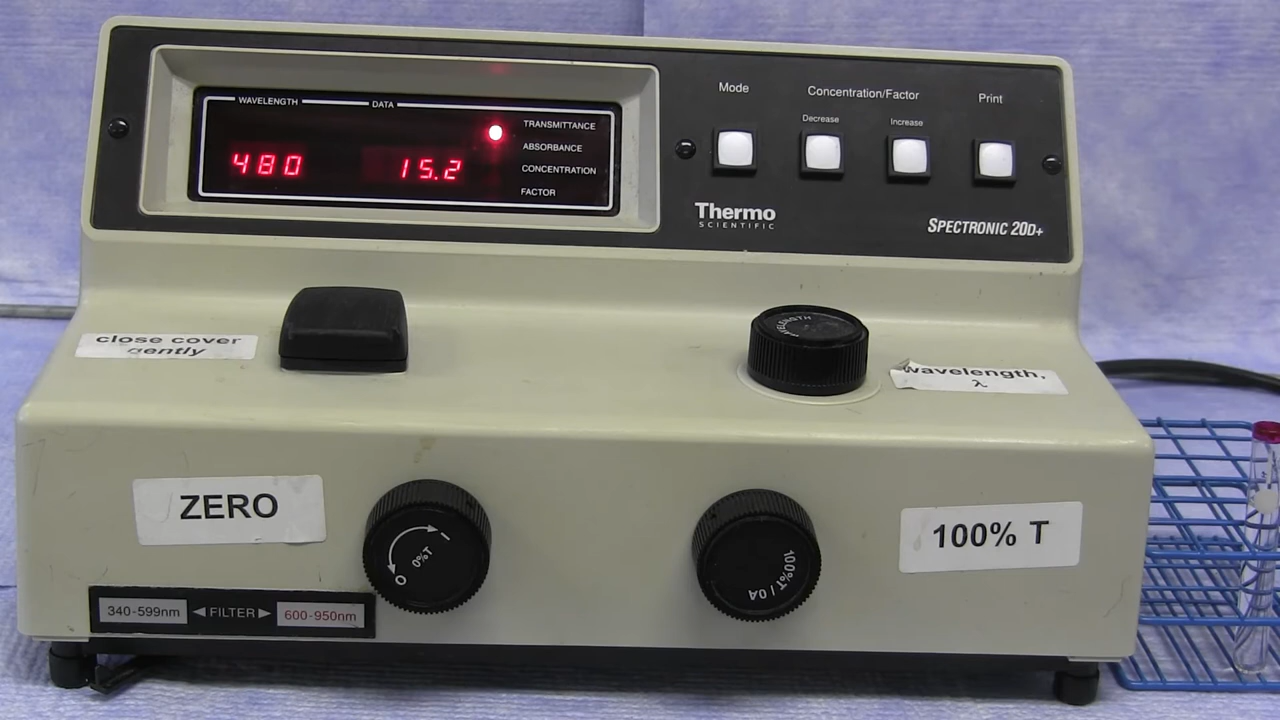 WAVELENGTH DATA
TRANSMITTANCE
ABSORBANCE
480 15.2
CONCENTRATION
FACTOR
Mode
Concentration/Factor
Print
Decrease
Increase
Thermo
SCIENTIFIC
SPECTRONIC 20D+
close cover
gently
WAVELENGTH
wavelength,
λ
ZERO
0%T
100%T / 0A
100% T
340-599nm ◄ FILTER ► 600-950nm